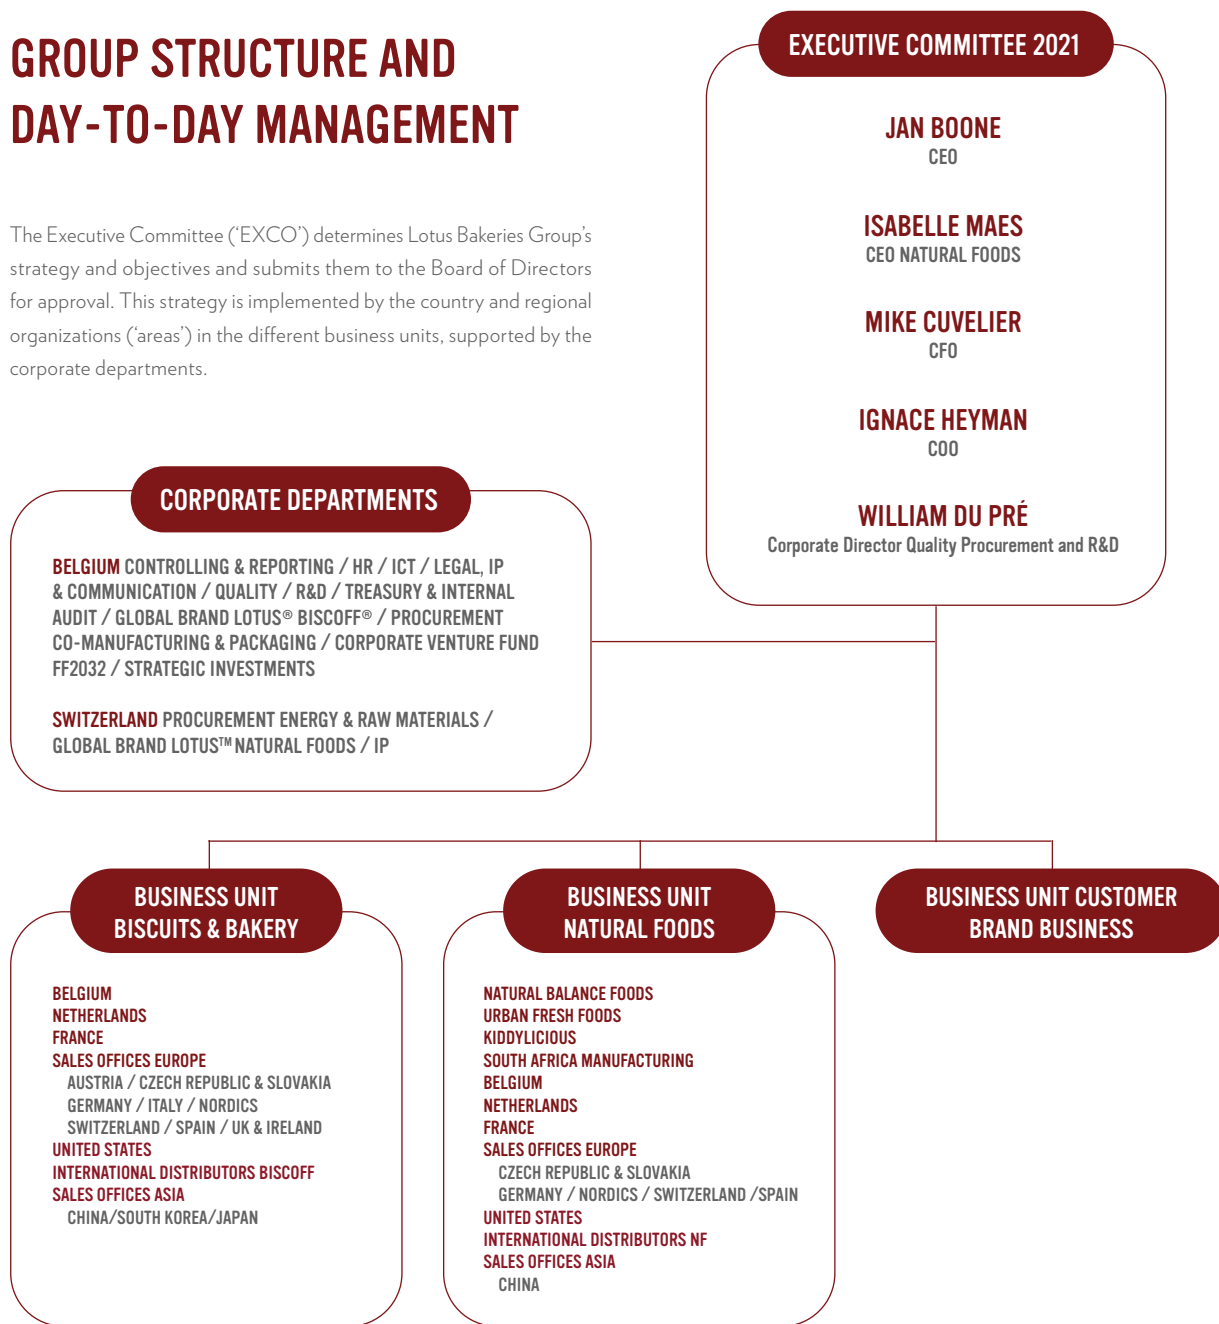 GROUP STRUCTURE AND
DAY-TO-DAY MANAGEMENT
The Executive Committee (‘EXCO’) determines Lotus Bakeries Group’s
strategy and objectives and submits them to the Board of Directors
for approval. This strategy is implemented by the country and regional
organizations (‘areas’) in the different business units, supported by the
corporate departments.
EXECUTIVE COMMITTEE 2021
JAN BOONE
CEO
ISABELLE MAES
CEO NATURAL FOODS
MIKE CUVELIER
CFO
IGNACE HEYMAN
COO
WILLIAM DU PRÉ
Corporate Director Quality Procurement and R&D
CORPORATE DEPARTMENTS
BELGIUM CONTROLLING & REPORTING / HR / ICT / LEGAL, IP
& COMMUNICATION / QUALITY / R&D / TREASURY & INTERNAL
AUDIT / GLOBAL BRAND LOTUS® BISCOFF® / PROCUREMENT
CO-MANUFACTURING & PACKAGING / CORPORATE VENTURE FUND
FF2032 / STRATEGIC INVESTMENTS
SWITZERLAND PROCUREMENT ENERGY & RAW MATERIALS /
GLOBAL BRAND LOTUS™ NATURAL FOODS / IP
BUSINESS UNIT
BISCUITS & BAKERY
BELGIUM
NETHERLANDS
FRANCE
SALES OFFICES EUROPE
AUSTRIA / CZECH REPUBLIC & SLOVAKIA
GERMANY / ITALY / NORDICS
SWITZERLAND / SPAIN / UK & IRELAND
UNITED STATES
INTERNATIONAL DISTRIBUTORS BISCOFF
SALES OFFICES ASIA
CHINA/SOUTH KOREA/JAPAN
BUSINESS UNIT
NATURAL FOODS
NATURAL BALANCE FOODS
URBAN FRESH FOODS
KIDDYLICIOUS
SOUTH AFRICA MANUFACTURING
BELGIUM
NETHERLANDS
FRANCE
SALES OFFICES EUROPE
CZECH REPUBLIC & SLOVAKIA
GERMANY / NORDICS / SWITZERLAND /SPAIN
UNITED STATES
INTERNATIONAL DISTRIBUTORS NF
SALES OFFICES ASIA
CHINA
BUSINESS UNIT CUSTOMER
BRAND BUSINESS